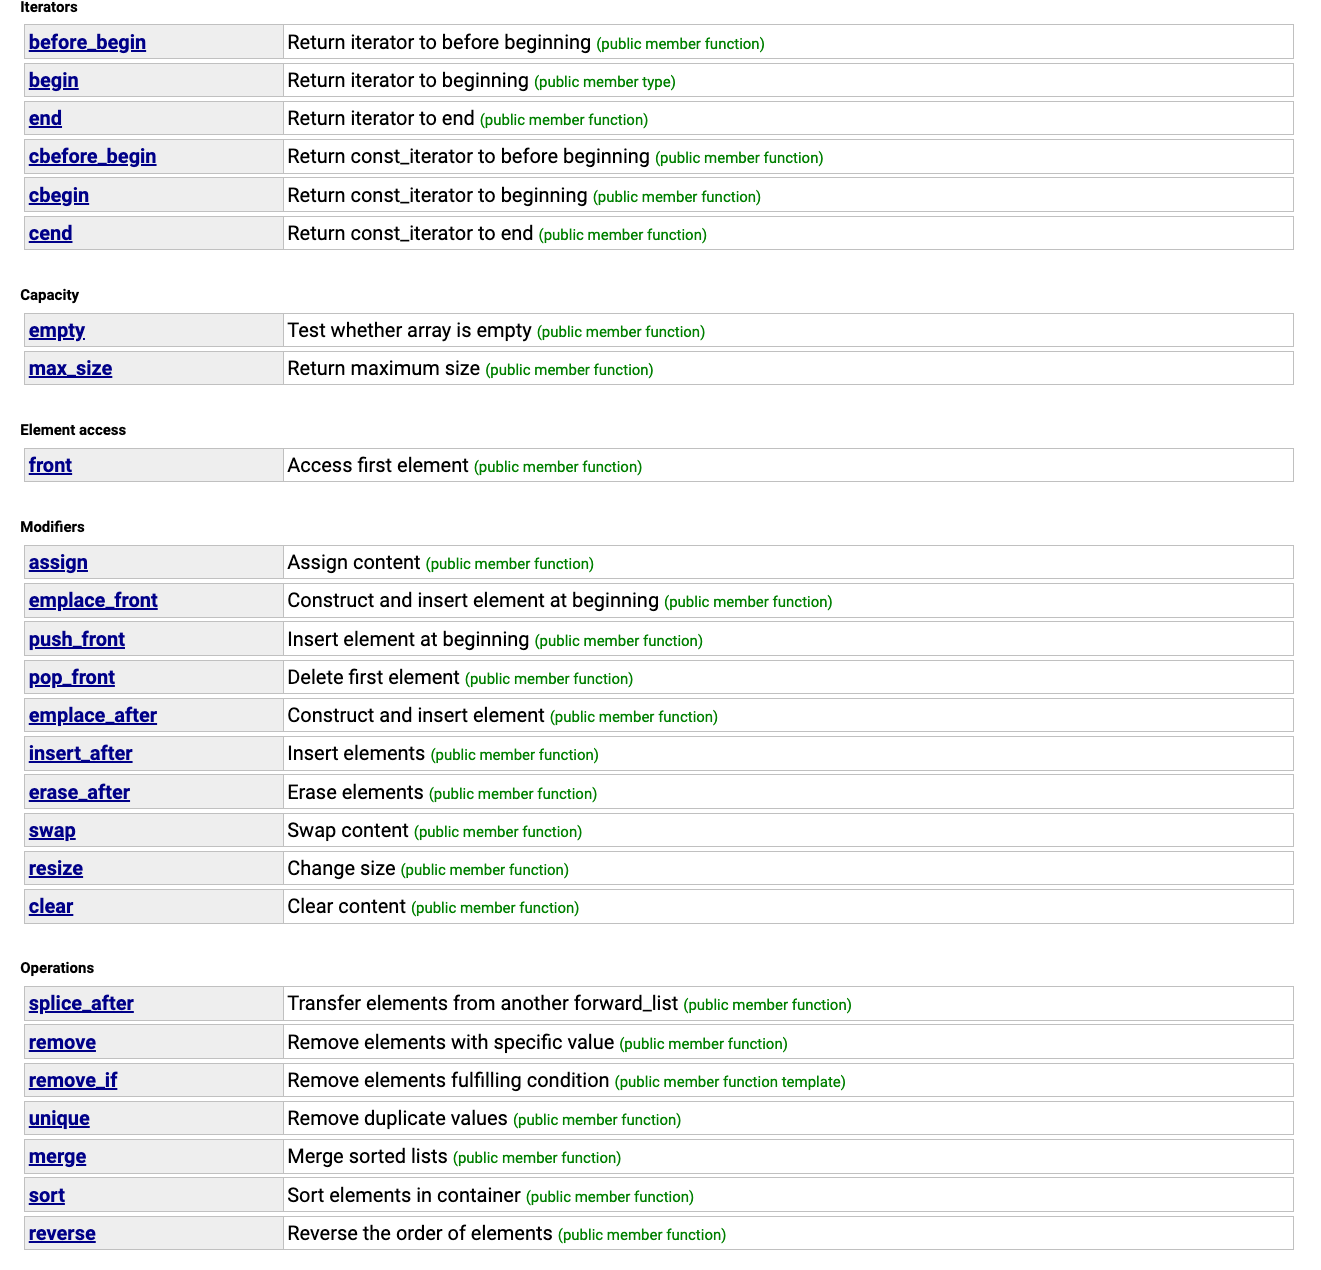 Iterators
before_begin Return iterator to before beginning (public member function)
begin Return iterator to beginning (public member type)
end Return iterator to end (public member function)
cbefore_begin Return const_iterator to before beginning (public member function)
cbegin Return const_iterator to beginning (public member function)
cend Return const_iterator to end (public member function)
Capacity
empty Test whether array is empty (public member function)
max_size Return maximum size (public member function)
Element access
front Access first element (public member function)
Modifiers
assign Assign content (public member function)
emplace_front Construct and insert element at beginning (public member function)
push_front Insert element at beginning (public member function)
pop_front Delete first element (public member function)
emplace_after Construct and insert element (public member function)
insert_after Insert elements (public member function)
erase_after Erase elements (public member function)
swap Swap content (public member function)
resize Change size (public member function)
clear Clear content (public member function)
Operations
splice_after Transfer elements from another forward_list (public member function)
remove Remove elements with specific value (public member function)
remove_if Remove elements fulfilling condition (public member function template)
unique Remove duplicate values (public member function)
merge Merge sorted lists (public member function)
sort Sort elements in container (public member function)
reverse Reverse the order of elements (public member function)